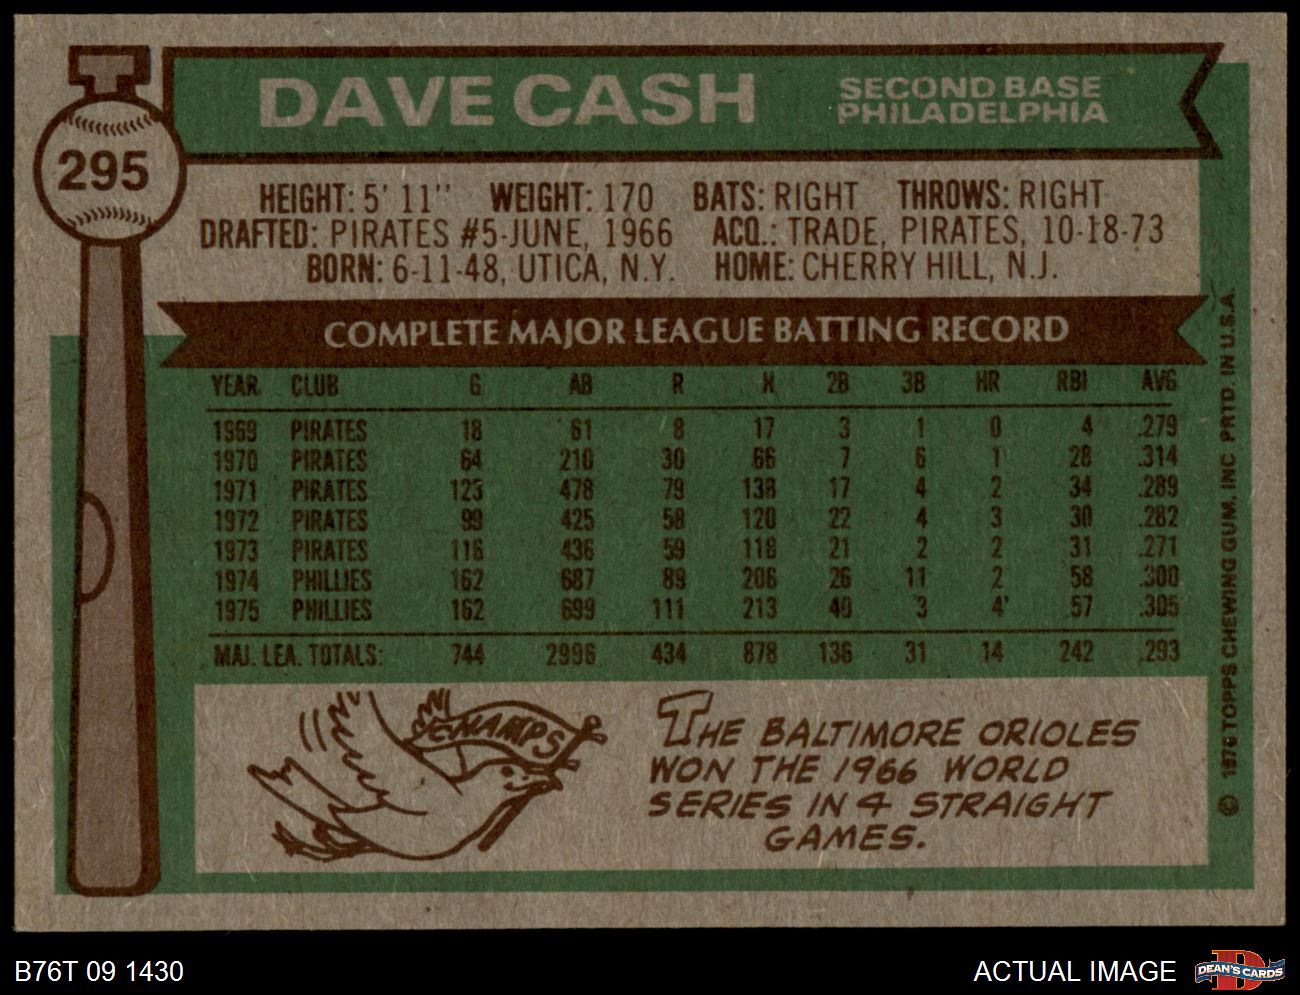 DAVE CASH
SECOND BASE
PHILADELPHIA
295
HEIGHT: 5' 11" WEIGHT: 170 BATS: RIGHT THROWS: RIGHT
DRAFTED: PIRATES #5-JUNE, 1966 ACQ.: TRADE, PIRATES, 10-18-73
BORN: 6-11-48, UTICA, N.Y. HOME: CHERRY HILL, N.J.
COMPLETE MAJOR LEAGUE BATTING RECORD
YEAR CLUB G AB R H 2B 3B HR RBI AVG
1969 PIRATES 18 61 8 17 3 1 0 4 .279
1970 PIRATES 64 210 30 66 7 6 1 28 .314
1971 PIRATES 123 478 79 138 17 4 2 34 .289
1972 PIRATES 99 425 58 120 22 4 3 30 .282
1973 PIRATES 116 436 59 118 21 2 2 31 .271
1974 PHILLIES 162 687 89 206 26 11 2 58 .300
1975 PHILLIES 162 699 111 213 40 3 4 57 .305
MAJ. LEA. TOTALS: 744 2996 434 878 136 31 14 242 .293
CHAMPS
THE BALTIMORE ORIOLES
WON THE 1966 WORLD
SERIES IN 4 STRAIGHT
GAMES.
© 1976 TOPPS CHEWING GUM, INC. PRTD. IN U.S.A.
B76T 09 1430
ACTUAL IMAGE
D
DEAN'S CARDS